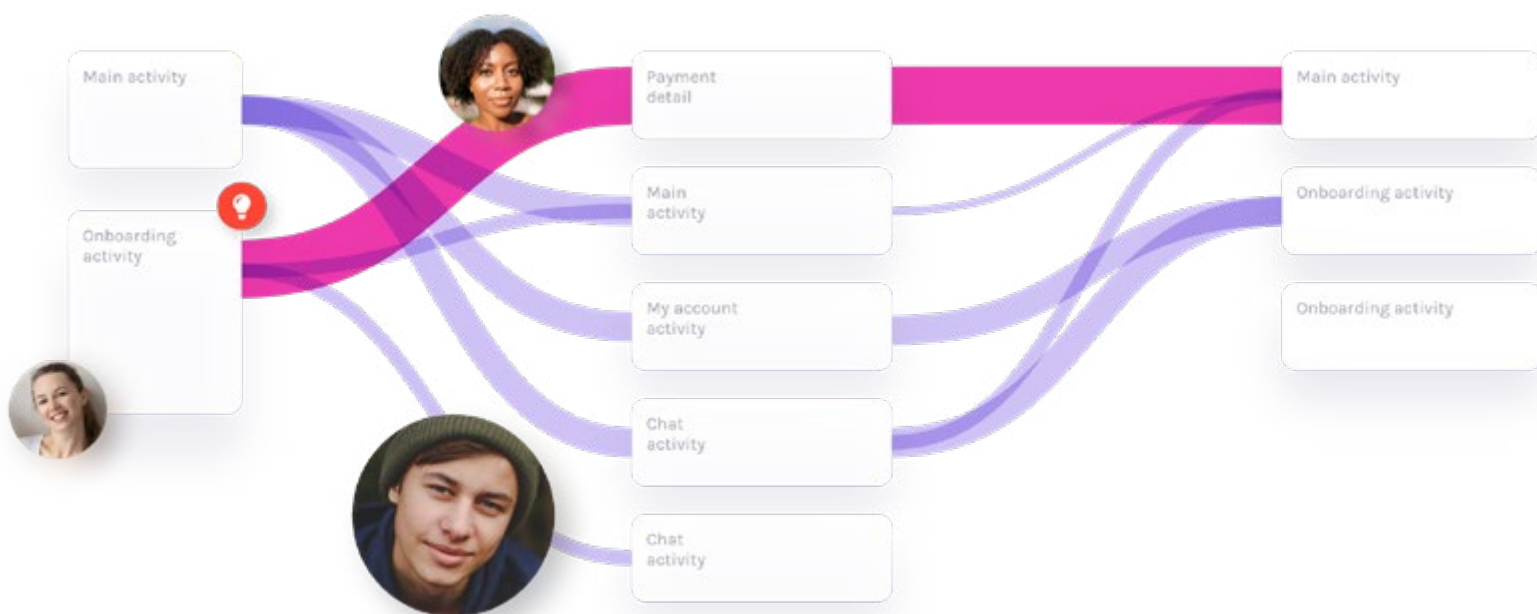 Main activity
Onboarding
activity
Payment
detail
Main
activity
My account
activity
Chat
activity
Chat
activity
Main activity
Onboarding activity
Onboarding activity